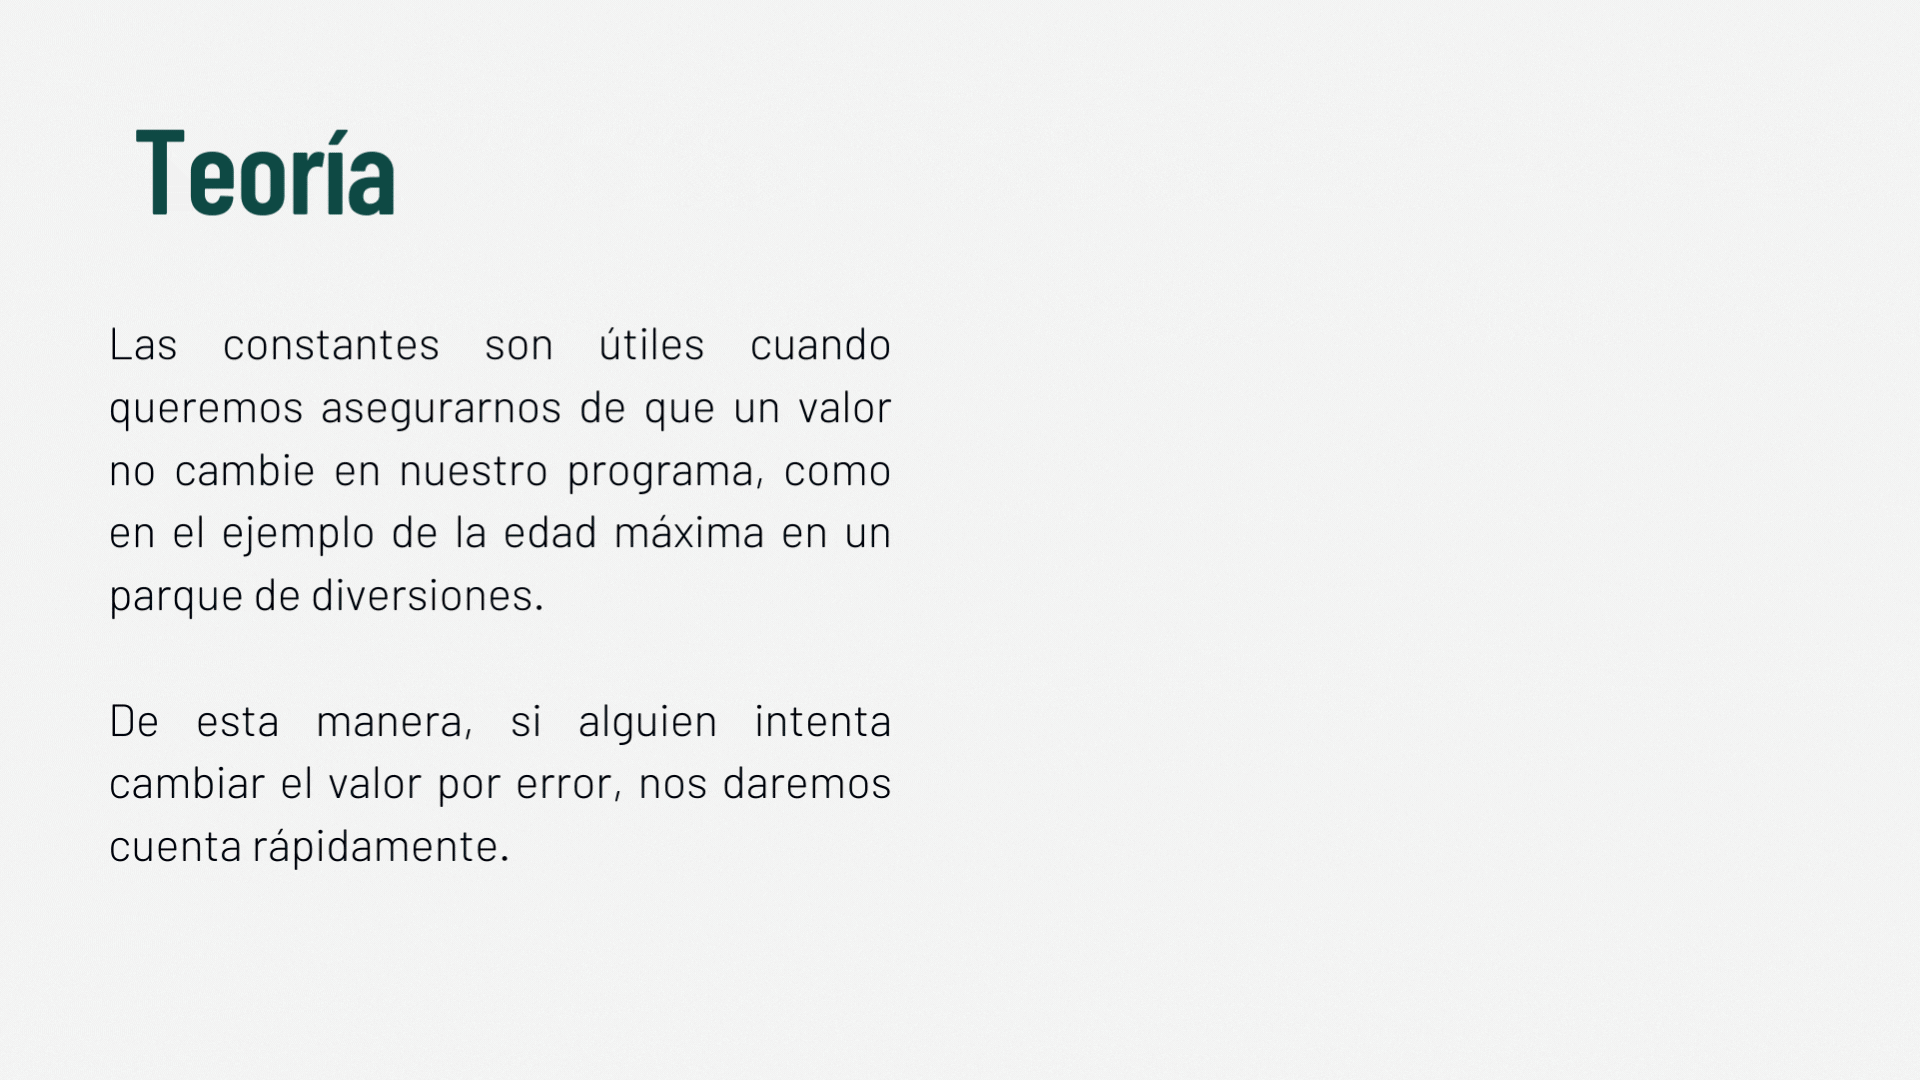 Teoría
Las constantes son útiles cuando
queremos asegurarnos de que un valor
no cambie en nuestro programa, como
en el ejemplo de la edad máxima en un
parque de diversiones.
De esta manera, si alguien intenta
cambiar el valor por error, nos daremos
cuenta rápidamente.